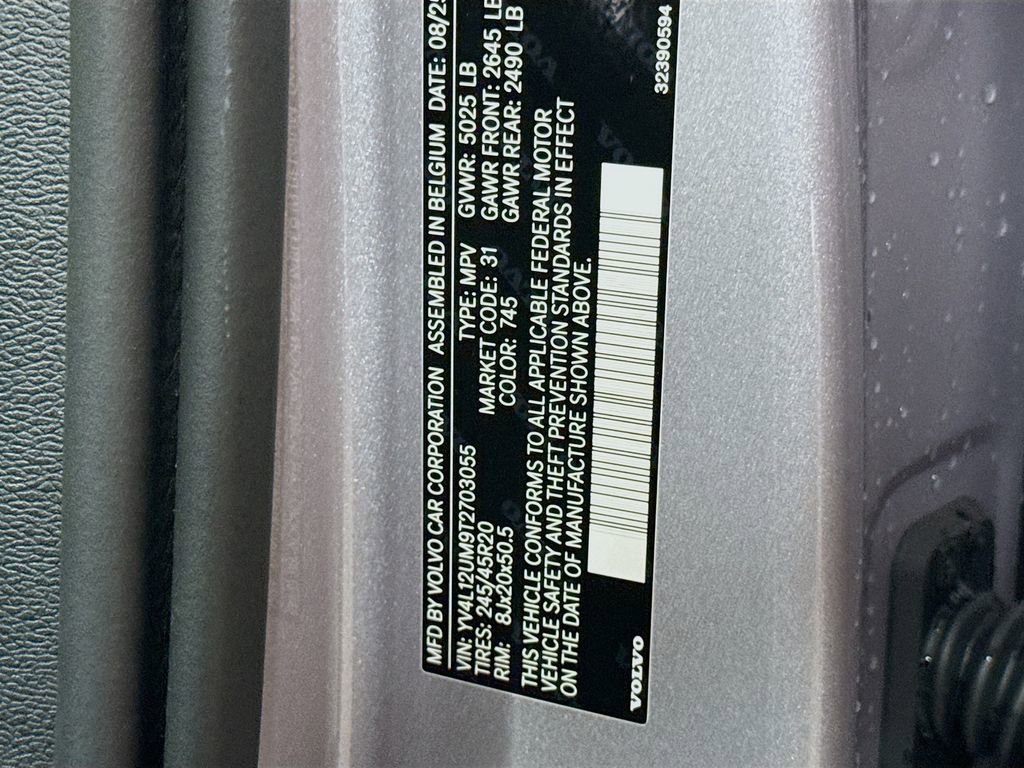 MFD BY VOLVO CAR CORPORATION ASSEMBLED IN BELGIUM DATE: 08/25
VIN: YV4L12UM9T2703055 TYPE: MPV GVWR: 5025 LB
TIRES: 245/45R20 MARKET CODE: 31 GAWR FRONT: 2645 LB
RIM: 8Jx20x50.5 COLOR: 745 GAWR REAR: 2490 LB
THIS VEHICLE CONFORMS TO ALL APPLICABLE FEDERAL MOTOR
VEHICLE SAFETY AND THEFT PREVENTION STANDARDS IN EFFECT
ON THE DATE OF MANUFACTURE SHOWN ABOVE.
VOLVO
32390594